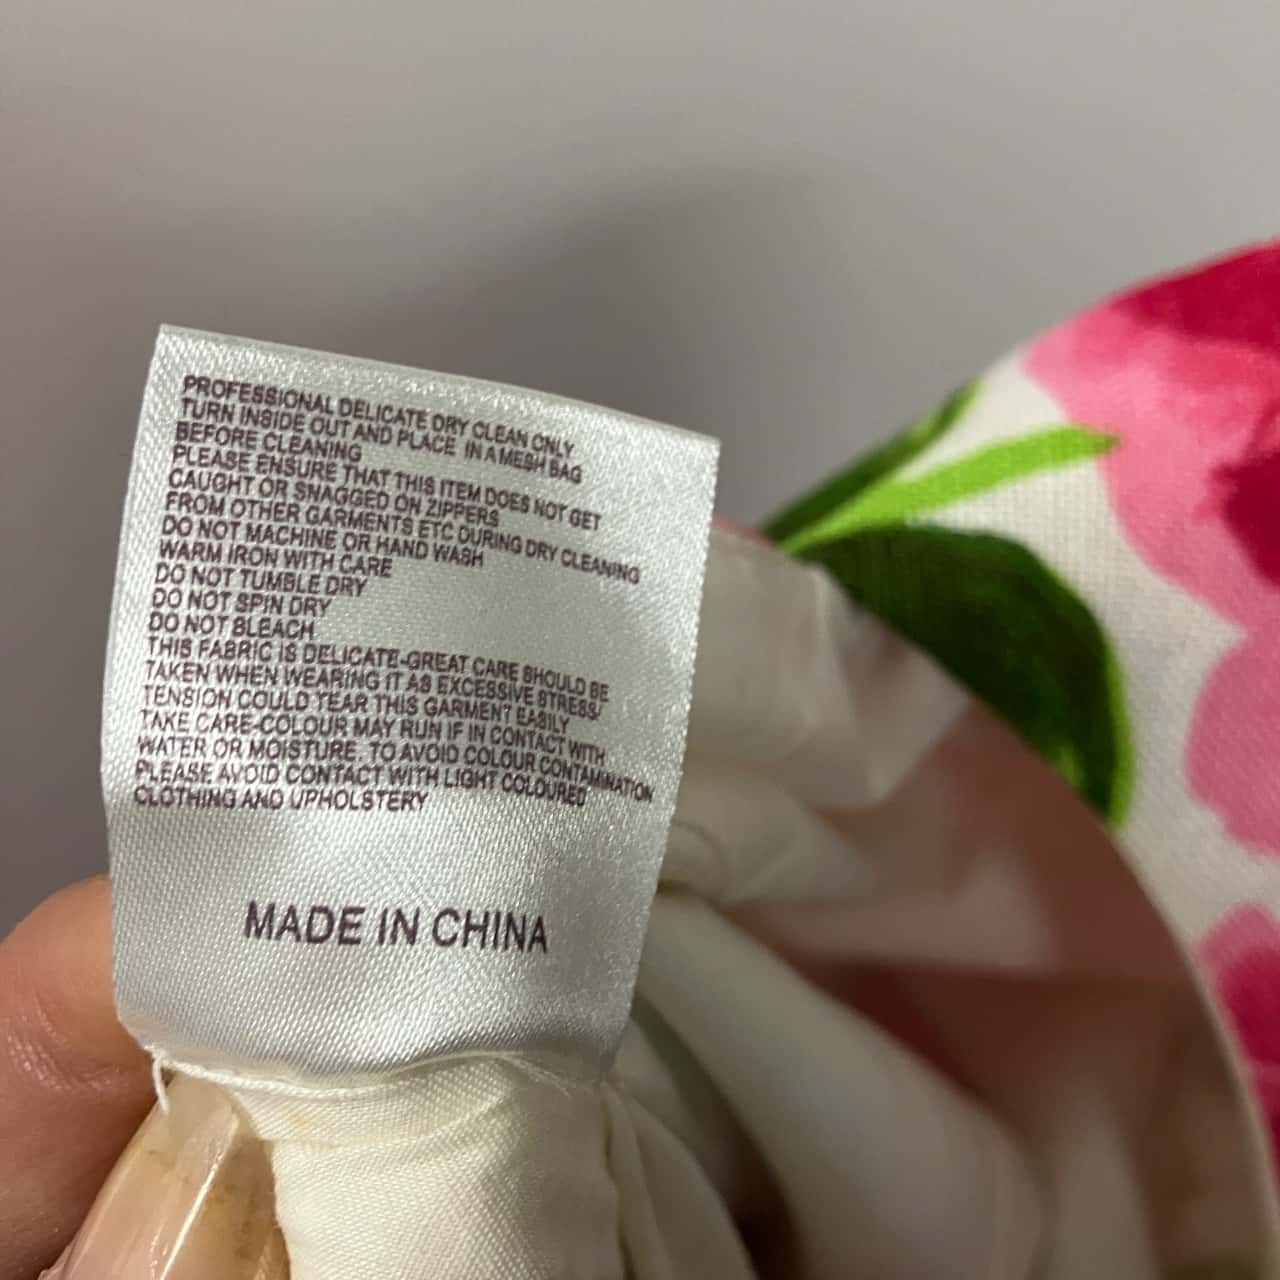 PROFESSIONAL DELICATE DRY CLEAN ONLY
TURN INSIDE OUT AND PLACE IN A MESH BAG
BEFORE CLEANING
PLEASE ENSURE THAT THIS ITEM DOES NOT GET
CAUGHT OR SNAGGED ON ZIPPERS
FROM OTHER GARMENTS ETC DURING DRY CLEANING
DO NOT MACHINE OR HAND WASH
WARM IRON WITH CARE
DO NOT TUMBLE DRY
DO NOT SPIN DRY
DO NOT BLEACH
THIS FABRIC IS DELICATE-GREAT CARE SHOULD BE
TAKEN WHEN WEARING IT AS EXCESSIVE STRESS/
TENSION COULD TEAR THIS GARMENT EASILY
TAKE CARE-COLOUR MAY RUN IF IN CONTACT WITH
WATER OR MOISTURE. TO AVOID COLOUR CONTAMINATION
PLEASE AVOID CONTACT WITH LIGHT COLOURED
CLOTHING AND UPHOLSTERY
MADE IN CHINA